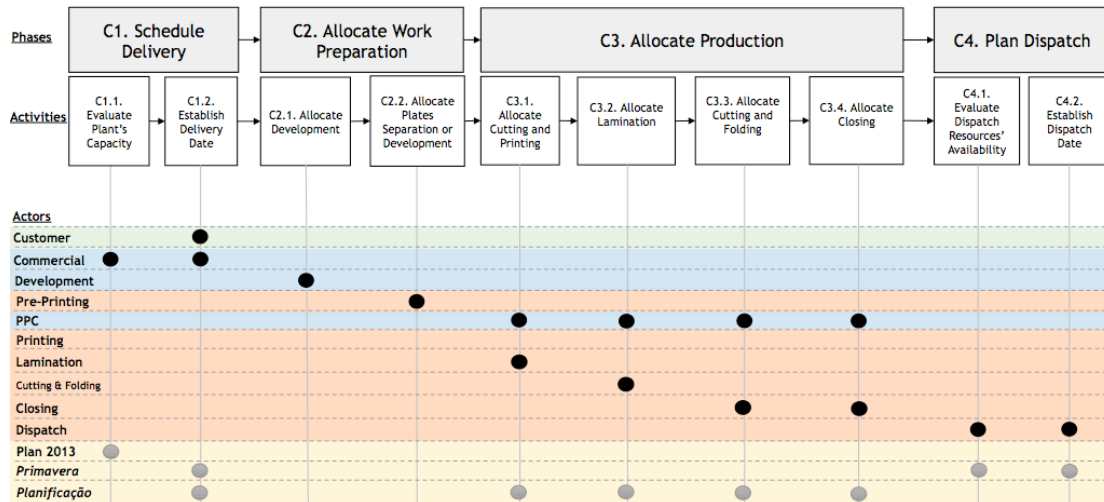 Phases
C1. Schedule
Delivery
C2. Allocate Work
Preparation
C3. Allocate Production
C4. Plan Dispatch
Activities
C1.1.
Evaluate
Plant's
Capacity
C1.2.
Establish
Delivery
Date
C2.1. Allocate
Development
C2.2. Allocate
Plates
Separation or
Development
C3.1.
Allocate
Cutting and
Printing
C3.2. Allocate
Lamination
C3.3. Allocate
Cutting and
Folding
C3.4. Allocate
Closing
C4.1.
Evaluate
Dispatch
Resources'
Availability
C4.2.
Establish
Dispatch
Date
Actors
Customer
Commercial
Development
Pre-Printing
PPC
Printing
Lamination
Cutting & Folding
Closing
Dispatch
Plan 2013
Primavera
Planificação